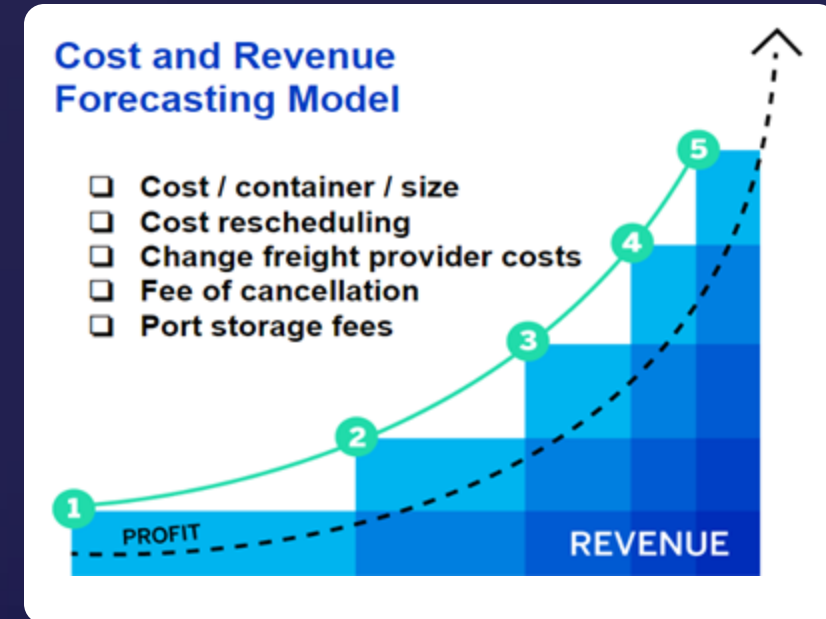 Cost and Revenue
Forecasting Model
❏ Cost / container / size
❏ Cost rescheduling
❏ Change freight provider costs
❏ Fee of cancellation
❏ Port storage fees
5
4
3
2
1
PROFIT
REVENUE